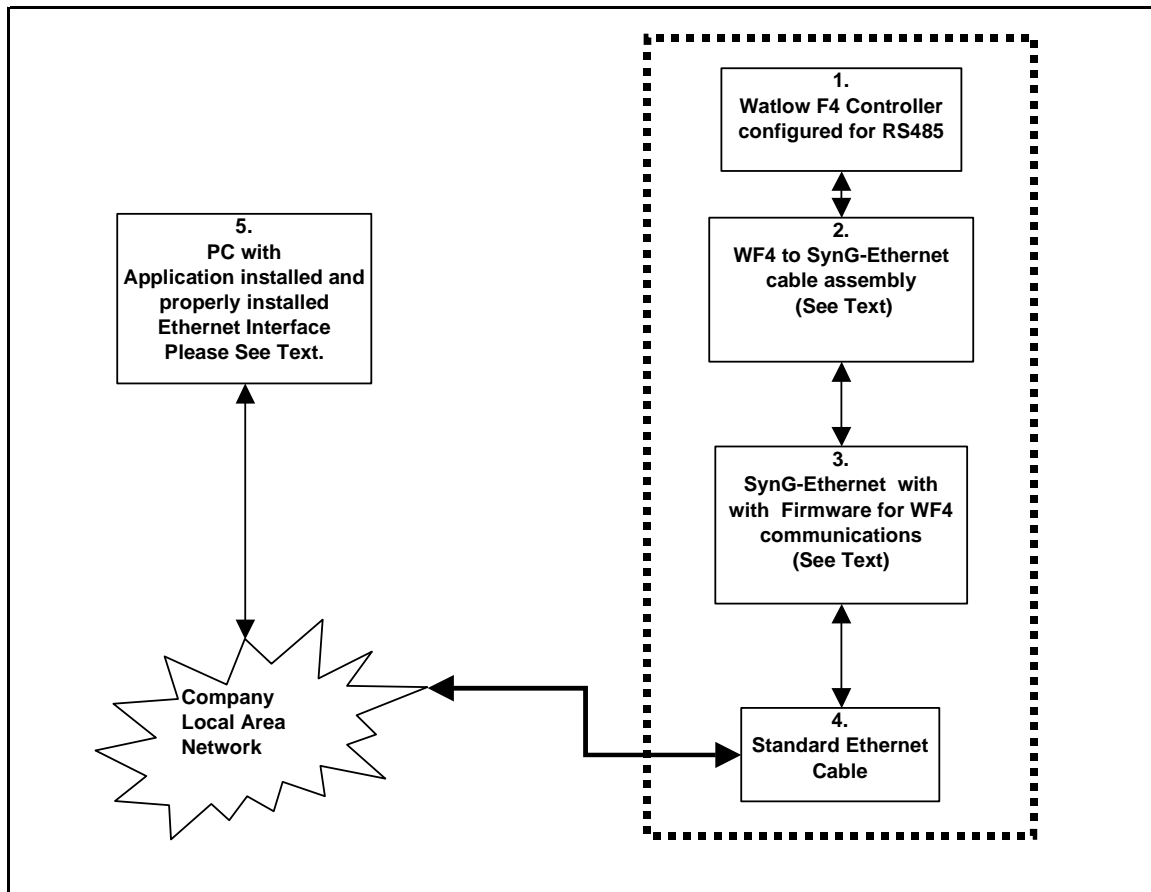 1.
Watlow F4 Controller
configured for RS485
2.
WF4 to SynG-Ethernet
cable assembly
(See Text)
3.
SynG-Ethernet with
with Firmware for WF4
communications
(See Text)
4.
Standard Ethernet
Cable
5.
PC with
Application installed and
properly installed
Ethernet Interface
Please See Text.
Company
Local Area
Network